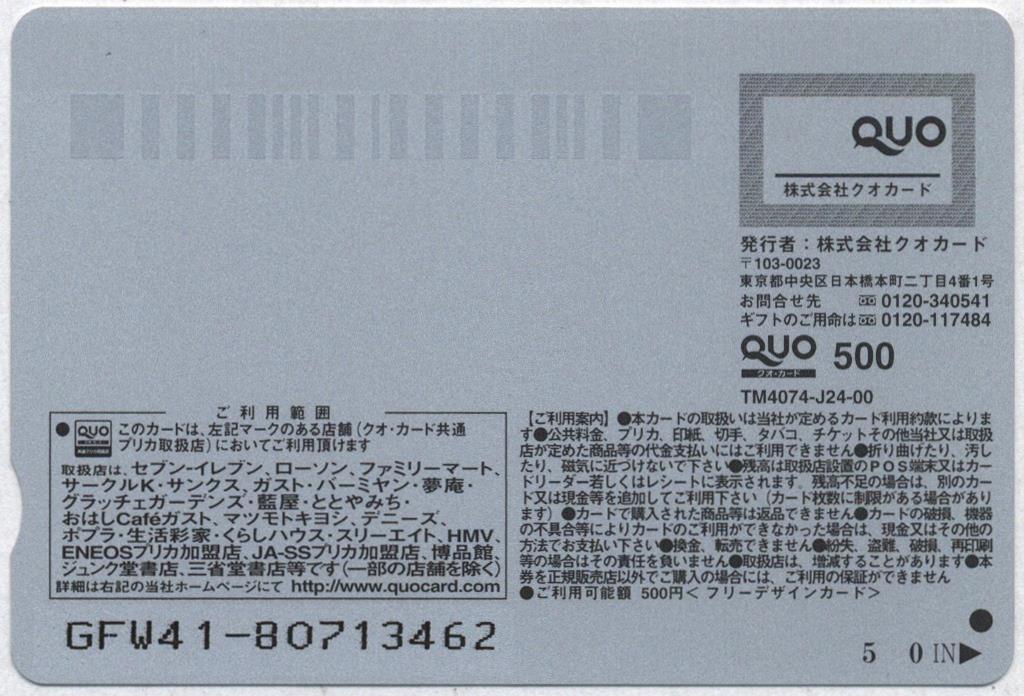 QUO
株式会社クオカード
発行者：株式会社クオカード
〒103-0023
東京都中央区日本橋本町二丁目4番1号
お問合せ先 0120-340541
ギフトのご用命は 0120-117484
QUO 500
クオ・カード
TM4074-J24-00
ご利用範囲
● QUO このカードは、左記マークのある店舗（クオ・カード共通
プリカ取扱店）においてご利用頂けます
取扱店は、セブン-イレブン、ローソン、ファミリーマート、
サークルK・サンクス、ガスト・バーミヤン・夢庵・
グラッチェガーデンズ・藍屋・ととやみち・
おはしCaféガスト、マツモトキヨシ、デニーズ、
ポプラ・生活彩家・くらしハウス・スリーエイト、HMV、
ENEOSプリカ加盟店、JA-SSプリカ加盟店、博品館、
ジュンク堂書店、三省堂書店等です（一部の店舗を除く）
詳細は右記の当社ホームページにて http://www.quocard.com
【ご利用案内】●本カードの取扱いは当社が定めるカード利用約款によりま
す●公共料金、プリカ、印紙、切手、タバコ、チケットその他当社又は取扱
店が定めた商品等の代金支払いにはご利用できません●折り曲げたり、汚し
たり、磁気に近づけないで下さい●残高は取扱店設置のPOS端末又はカー
ドリーダー若しくはレシートに表示されます。残高不足の場合は、別のカー
ド又は現金等を追加してご利用下さい（カード枚数に制限がある場合があり
ます）●カードで購入された商品等は返品できません●カードの破損、機器
の不具合等によりカードのご利用ができなかった場合は、現金又はその他の
方法でお支払い下さい●換金、転売できません●紛失、盗難、破損、再印刷
等の場合はその責任を負いません●取扱店は、増減することがあります●本
券を正規販売店以外でご購入の場合には、ご利用の保証ができません
●ご利用可能額 500円＜フリーデザインカード＞
GFW41-80713462
5 0 IN▶